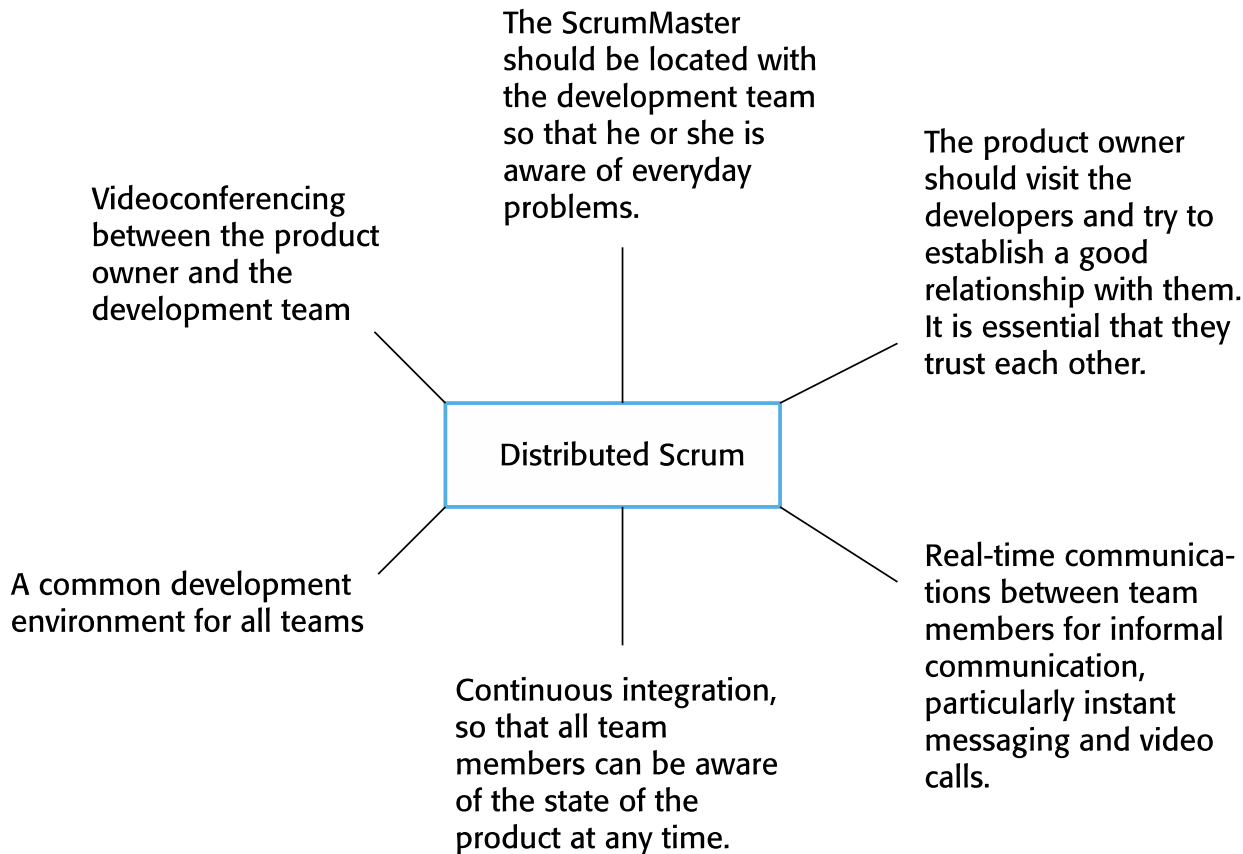 The ScrumMaster
should be located with
the development team
so that he or she is
aware of everyday
problems.
The product owner
should visit the
developers and try to
establish a good
relationship with them.
It is essential that they
trust each other.
Videoconferencing
between the product
owner and the
development team
Distributed Scrum
A common development
environment for all teams
Real-time communica-
tions between team
members for informal
communication,
particularly instant
messaging and video
calls.
Continuous integration,
so that all team
members can be aware
of the state of the
product at any time.